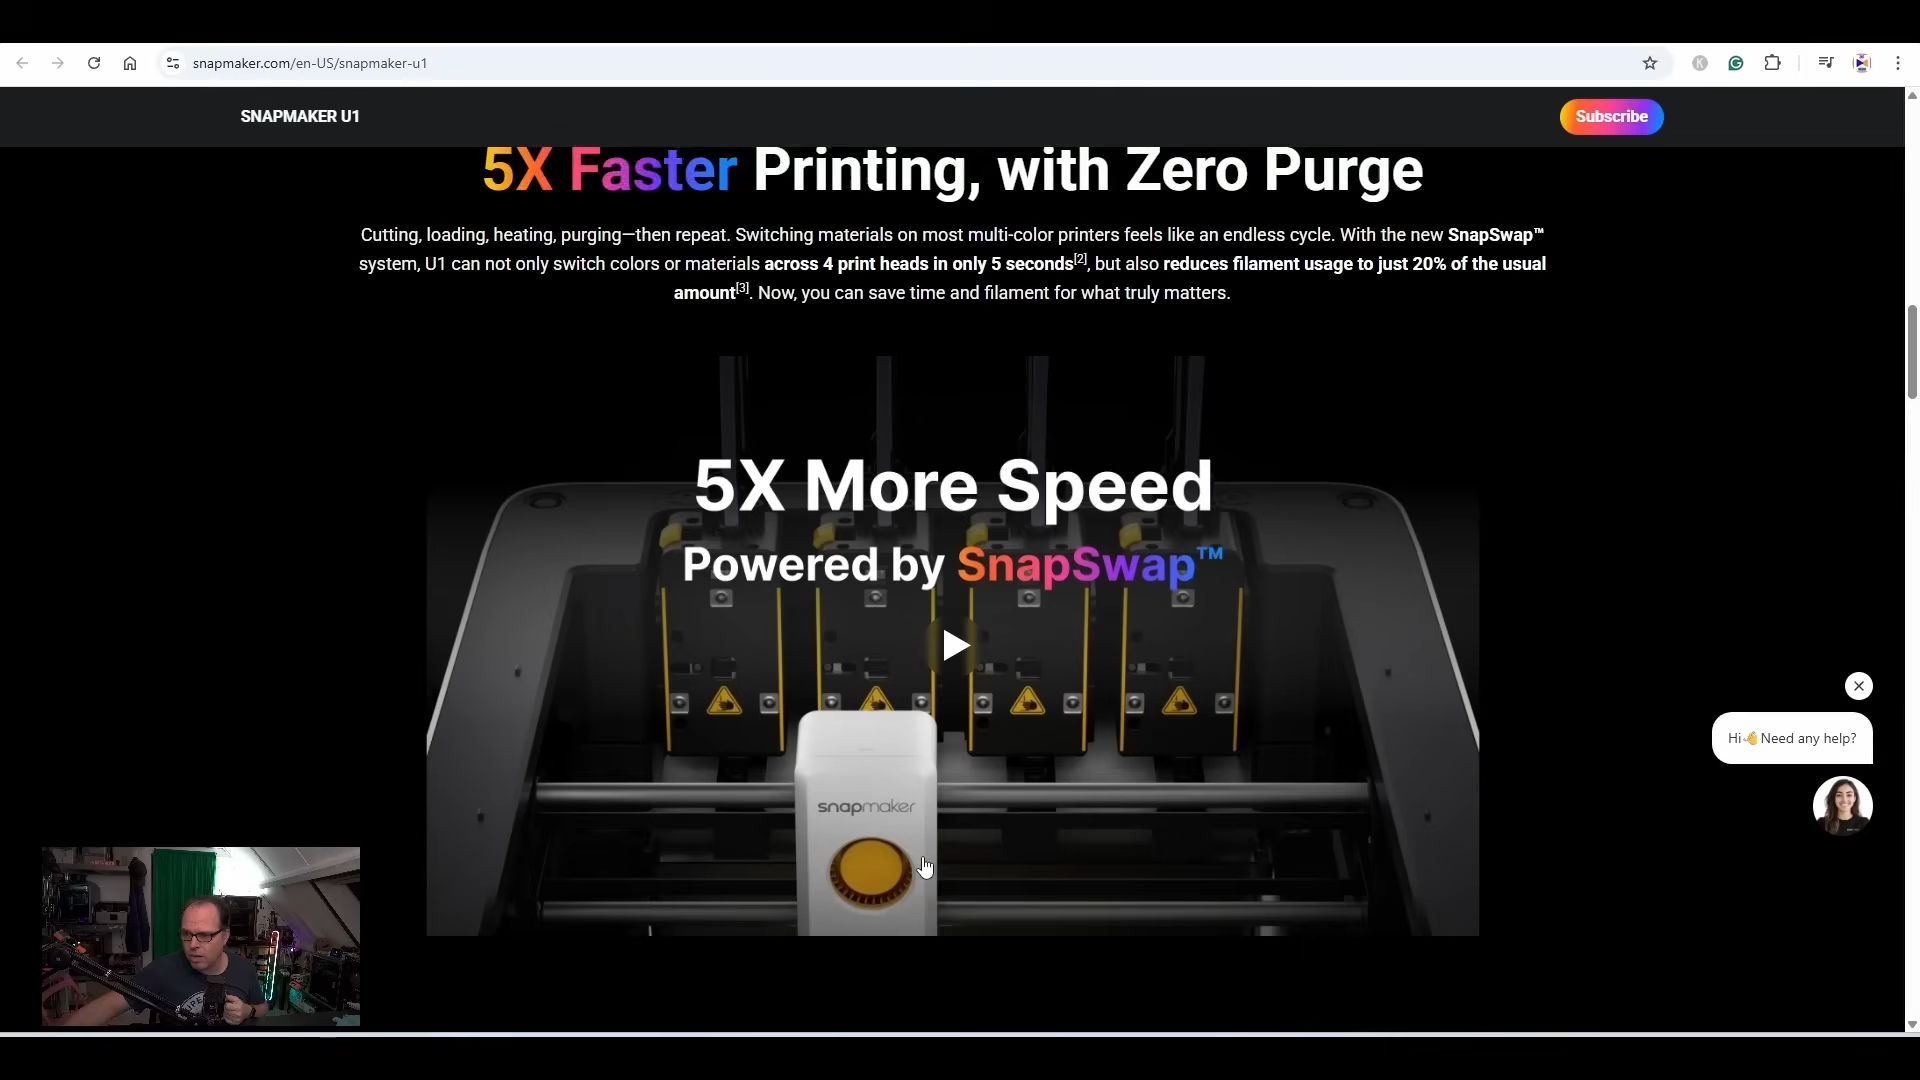 snapmaker.com/en-US/snapmaker-u1
SNAPMAKER U1
Subscribe
5X Faster Printing, with Zero Purge
Cutting, loading, heating, purging—then repeat. Switching materials on most multi-color printers feels like an endless cycle. With the new SnapSwap™
system, U1 can not only switch colors or materials across 4 print heads in only 5 seconds[2], but also reduces filament usage to just 20% of the usual
amount[3]. Now, you can save time and filament for what truly matters.
5X More Speed
Powered by SnapSwap™
Hi👋Need any help?
snapmaker